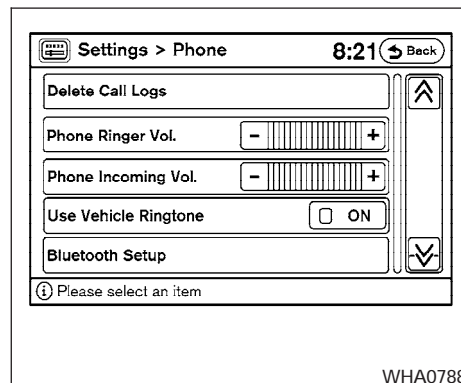 Settings > Phone 8:21 Back
Delete Call Logs
Phone Ringer Vol. - +
Phone Incoming Vol. - +
Use Vehicle Ringtone ON
Bluetooth Setup
i Please select an item
WHA0788